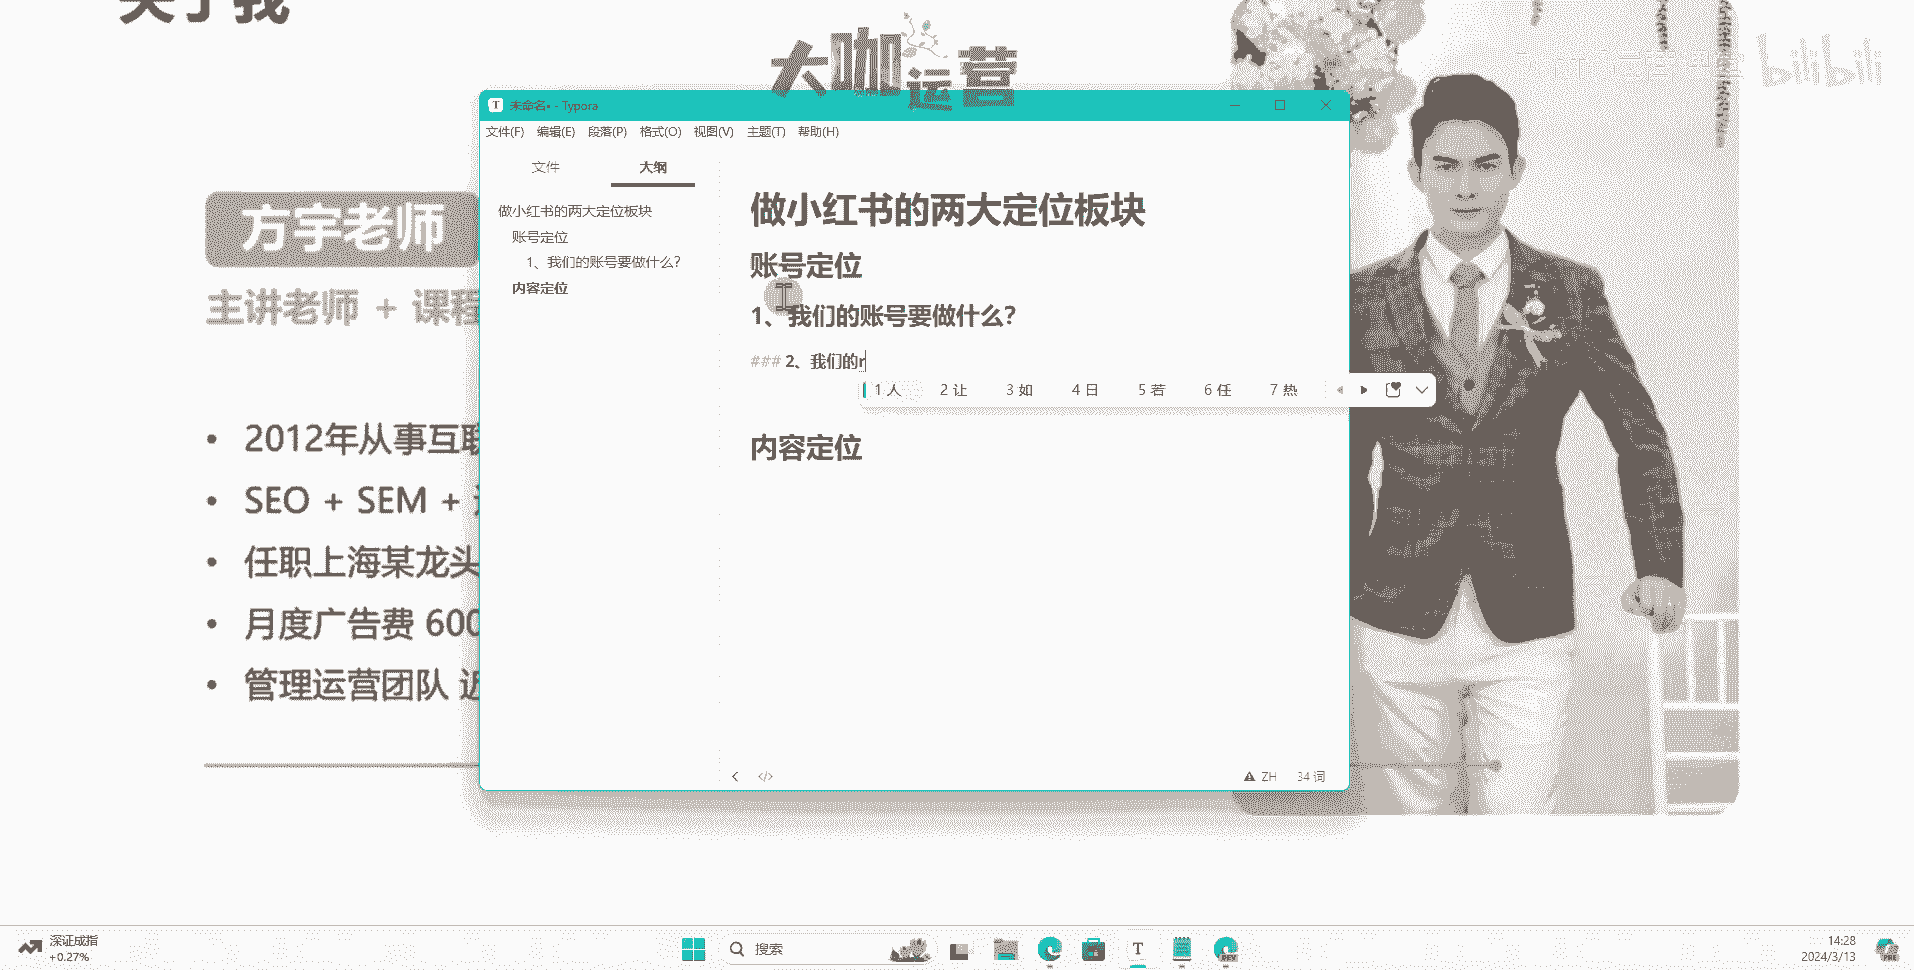 关于我
大咖运营
bilibili
未命名• - Typora
文件(F) 编辑(E) 段落(P) 格式(O) 视图(V) 主题(T) 帮助(H)
文件 大纲
做小红书的两大定位板块
账号定位
1、我们的账号要做什么?
内容定位
做小红书的两大定位板块
账号定位
1、我们的账号要做什么?
### 2、我们的r
1 人 2 让 3 如 4 日 5 若 6 任 7 热
内容定位
ZH 34 词
方宇老师
主讲老师 + 课程
• 2012年从事互联
• SEO + SEM +
• 任职上海某龙头
• 月度广告费 600
• 管理运营团队 近
深证成指
+0.27%
搜索
T
DEV
14:28
2024/3/13
PRE